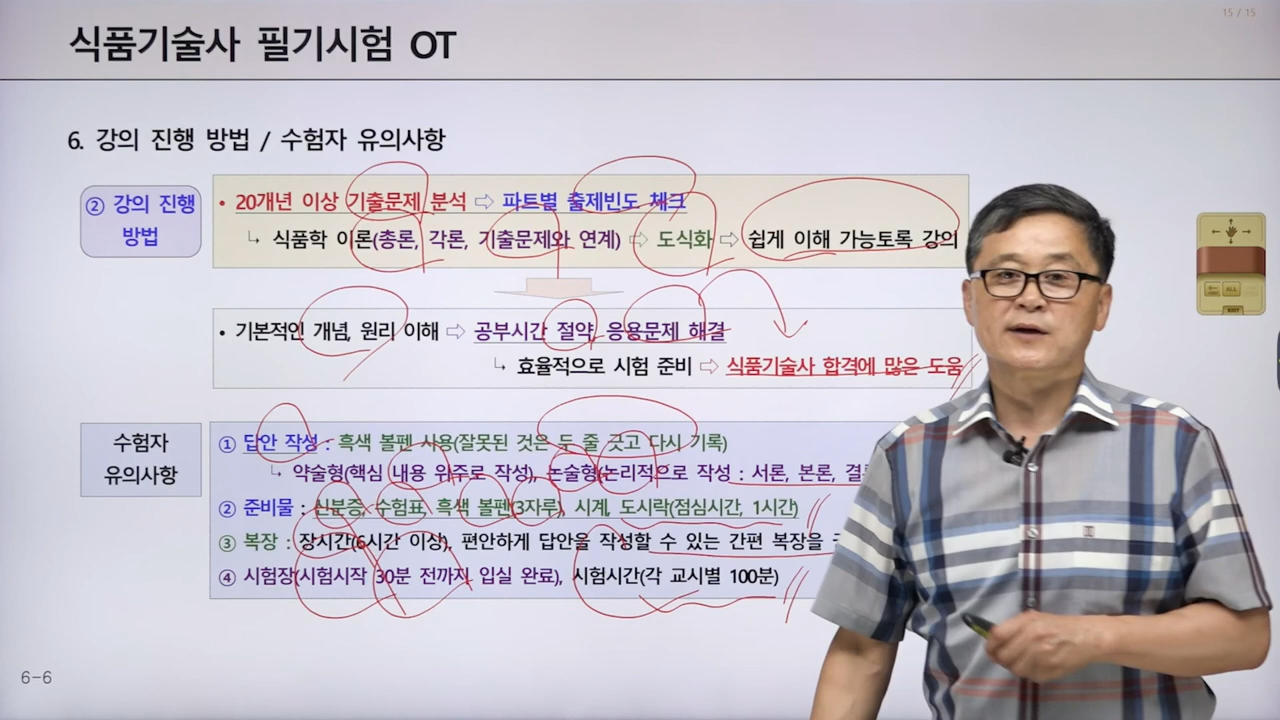 15 / 15
식품기술사 필기시험 OT
6. 강의 진행 방법 / 수험자 유의사항
② 강의 진행
방법
• 20개년 이상 기출문제 분석 ⇨ 파트별 출제빈도 체크
↳ 식품학 이론(총론, 각론, 기출문제와 연계) ⇨ 도식화 ⇨ 쉽게 이해 가능토록 강의
• 기본적인 개념, 원리 이해 ⇨ 공부시간 절약, 응용문제 해결
↳ 효율적으로 시험 준비 ⇨ 식품기술사 합격에 많은 도움
수험자
유의사항
① 답안 작성 : 흑색 볼펜 사용(잘못된 것은 두 줄 긋고 다시 기록)
↳ 약술형(핵심 내용 위주로 작성), 논술형(논리적으로 작성 : 서론, 본론,
② 준비물 : 신분증, 수험표, 흑색 볼펜(3자루), 시계, 도시락(점심시간, 1시간)
③ 복장 : 장시간(6시간 이상), 편안하게 답안을 작성할 수 있는 간편 복장을
④ 시험장(시험시작 30분 전까지 입실 완료), 시험시간(각 교시별 100분)
6-6
ALL
EXIT